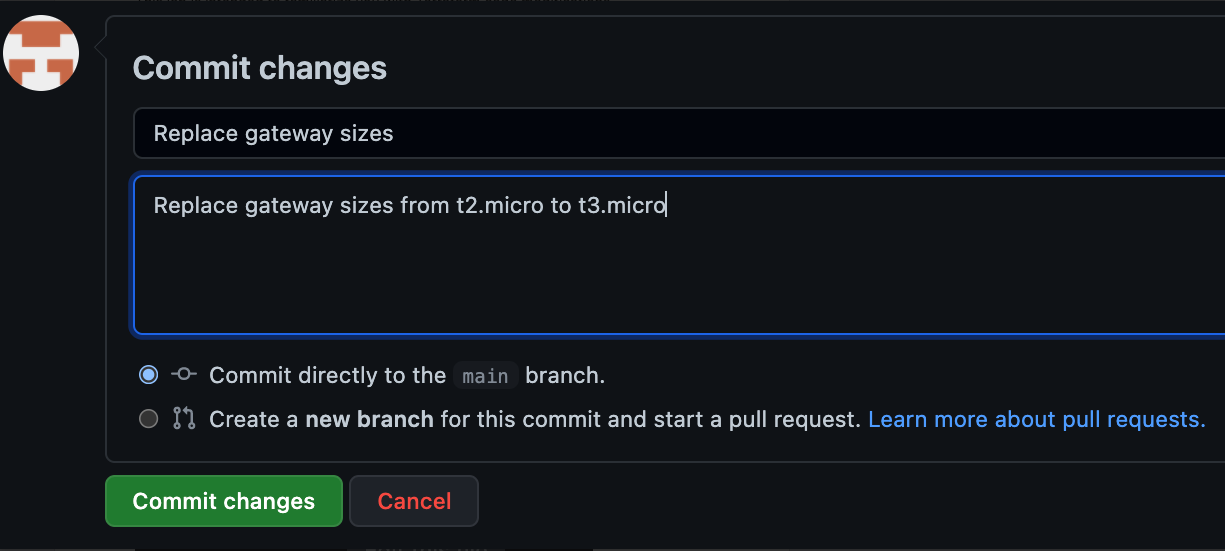 Commit changes
Replace gateway sizes
Replace gateway sizes from t2.micro to t3.micro
Commit directly to the main branch.
Create a new branch for this commit and start a pull request. Learn more about pull requests.
Commit changes Cancel